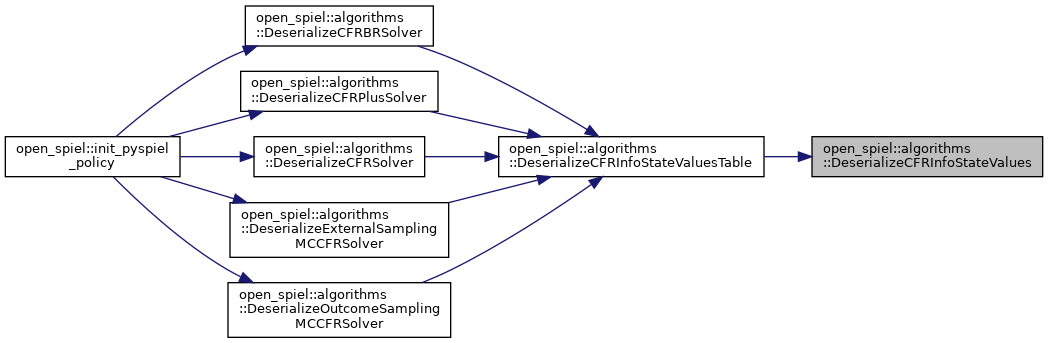 open_spiel::algorithms
::DeserializeCFRBRSolver
open_spiel::algorithms
::DeserializeCFRPlusSolver
open_spiel::init_pyspiel
_policy
open_spiel::algorithms
::DeserializeCFRSolver
open_spiel::algorithms
::DeserializeCFRInfoStateValuesTable
open_spiel::algorithms
::DeserializeCFRInfoStateValues
open_spiel::algorithms
::DeserializeExternalSampling
MCCFRSolver
open_spiel::algorithms
::DeserializeOutcomeSampling
MCCFRSolver